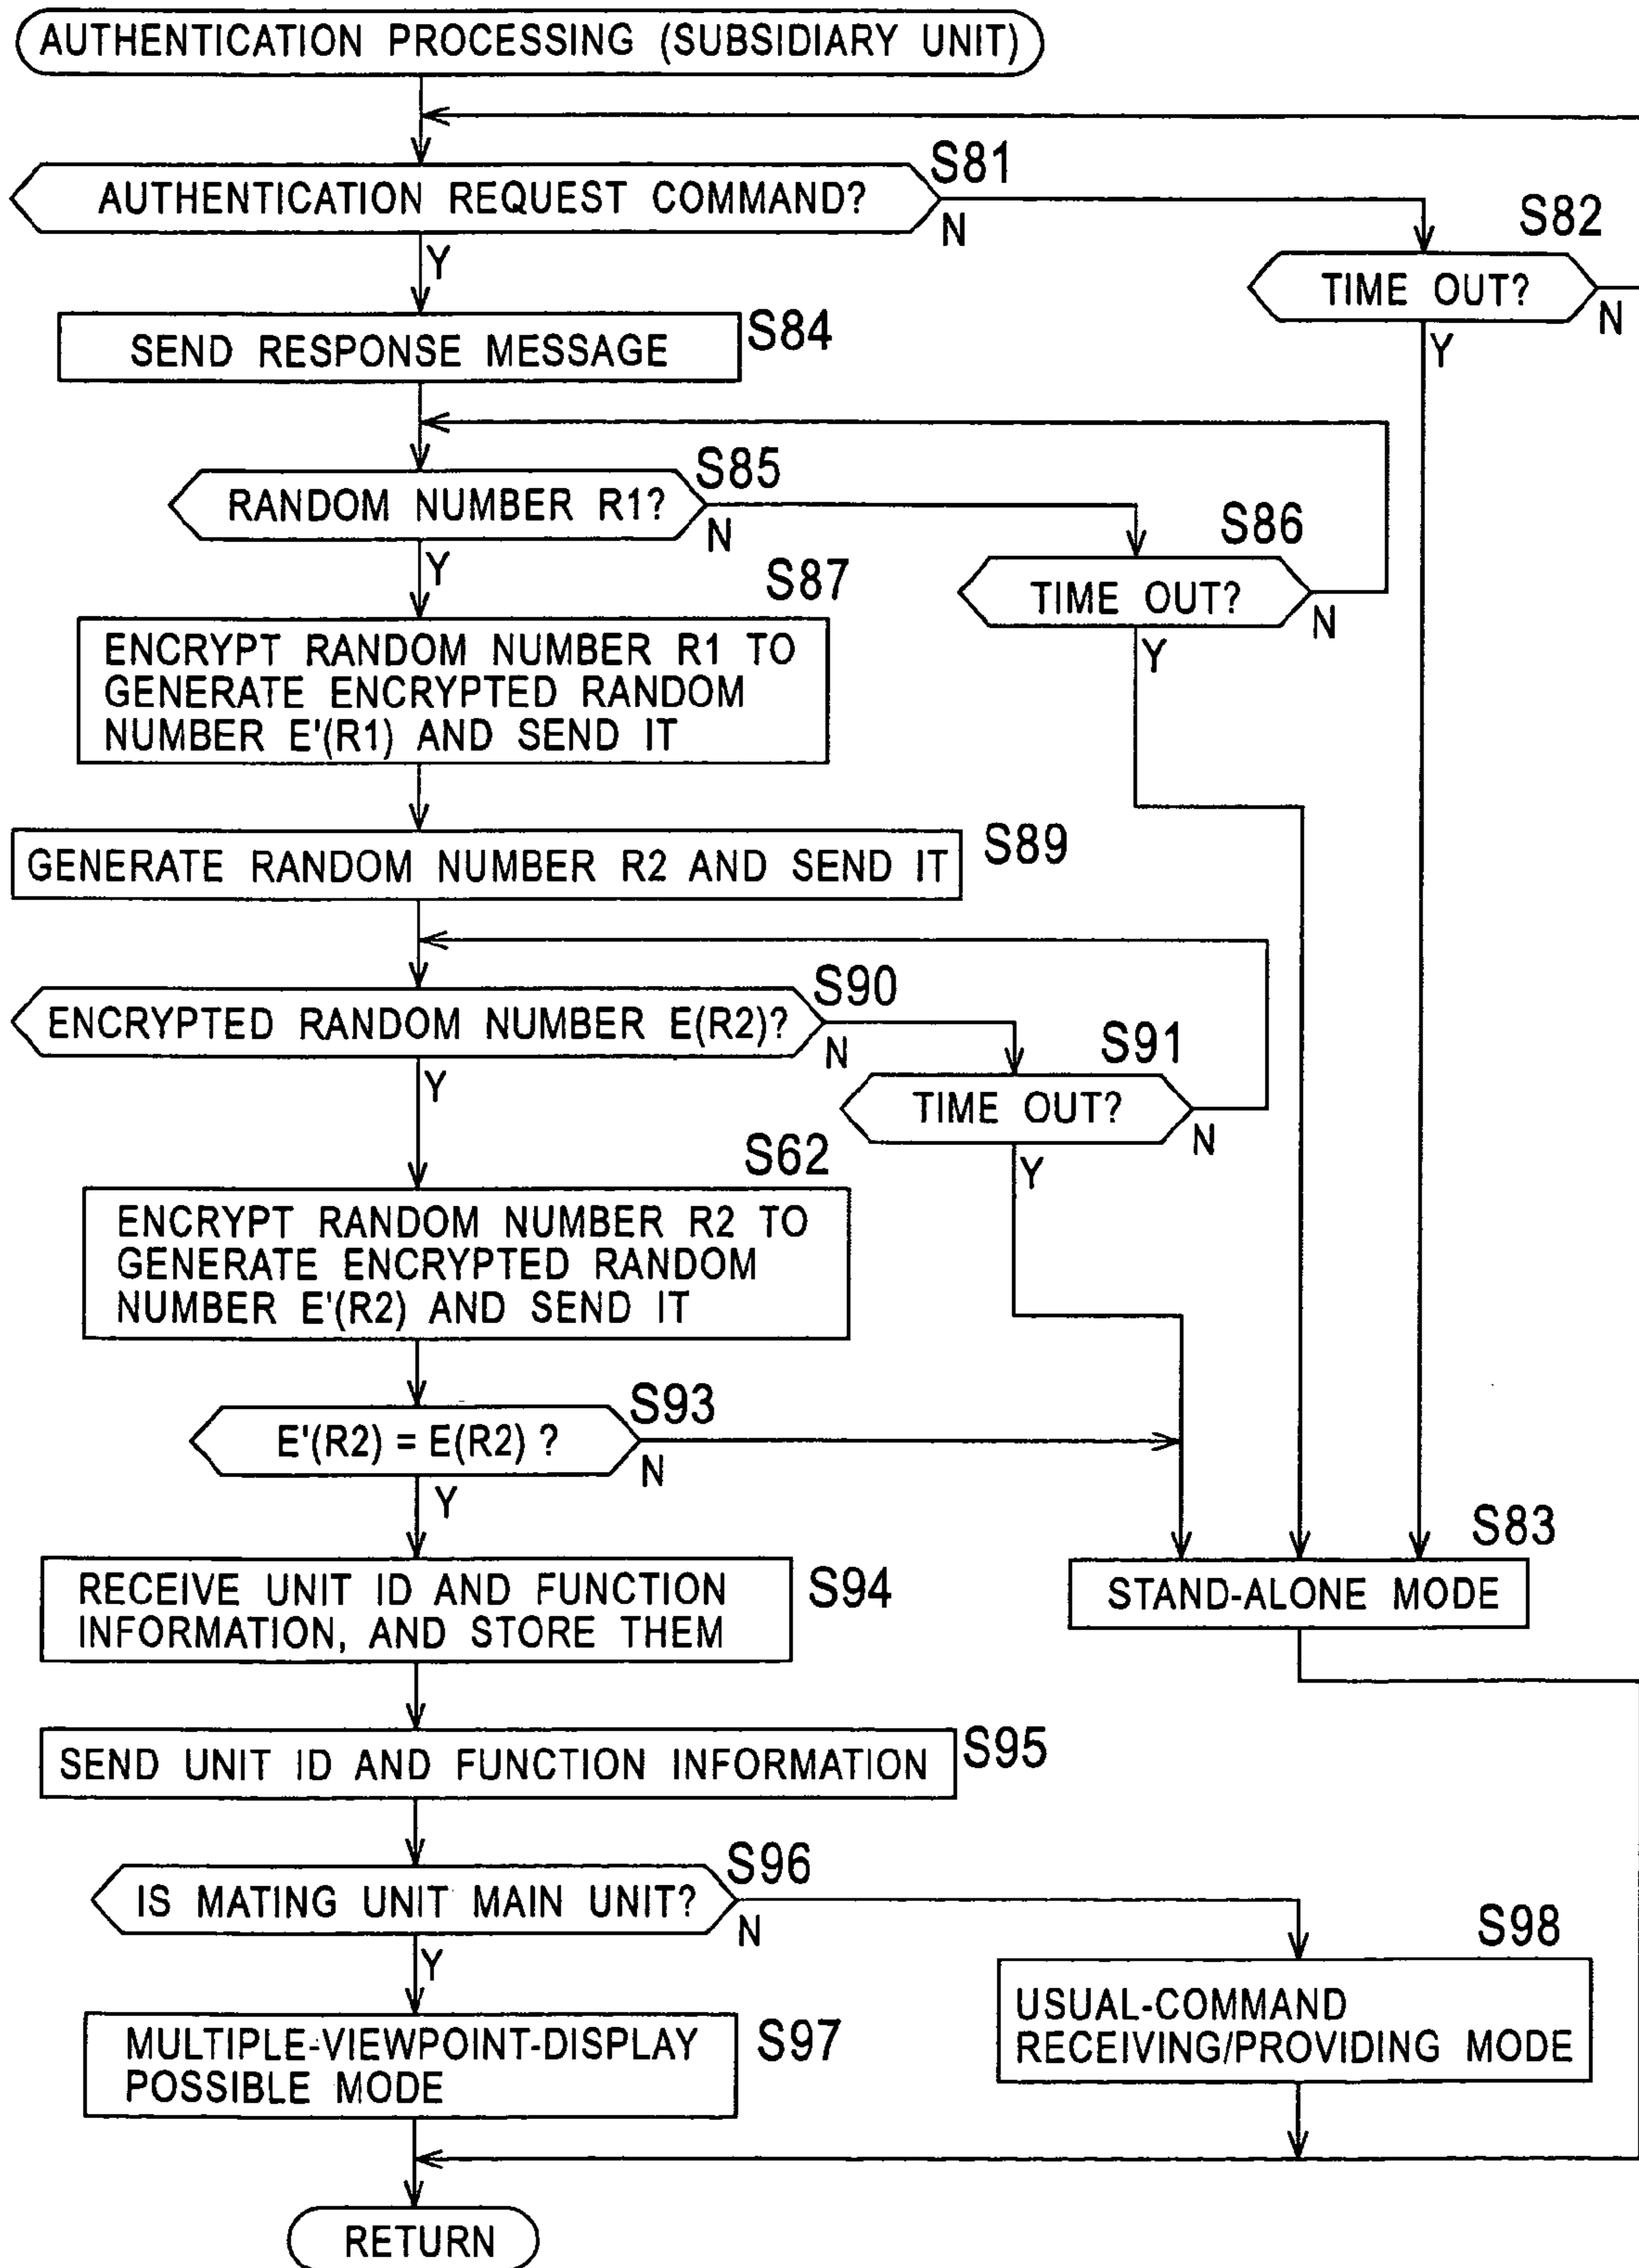 AUTHENTICATION PROCESSING (SUBSIDIARY UNIT)
S81
AUTHENTICATION REQUEST COMMAND?
N
Y
S82
TIME OUT?
N
Y
S84
SEND RESPONSE MESSAGE
S85
RANDOM NUMBER R1?
N
Y
S86
TIME OUT?
N
Y
S87
ENCRYPT RANDOM NUMBER R1 TO
GENERATE ENCRYPTED RANDOM
NUMBER E'(R1) AND SEND IT
S89
GENERATE RANDOM NUMBER R2 AND SEND IT
S90
ENCRYPTED RANDOM NUMBER E(R2)?
N
Y
S91
TIME OUT?
N
Y
S62
ENCRYPT RANDOM NUMBER R2 TO
GENERATE ENCRYPTED RANDOM
NUMBER E'(R2) AND SEND IT
S93
E'(R2) = E(R2) ?
N
Y
S83
STAND-ALONE MODE
S94
RECEIVE UNIT ID AND FUNCTION
INFORMATION, AND STORE THEM
S95
SEND UNIT ID AND FUNCTION INFORMATION
S96
IS MATING UNIT MAIN UNIT?
N
Y
S98
USUAL-COMMAND
RECEIVING/PROVIDING MODE
S97
MULTIPLE-VIEWPOINT-DISPLAY
POSSIBLE MODE
RETURN